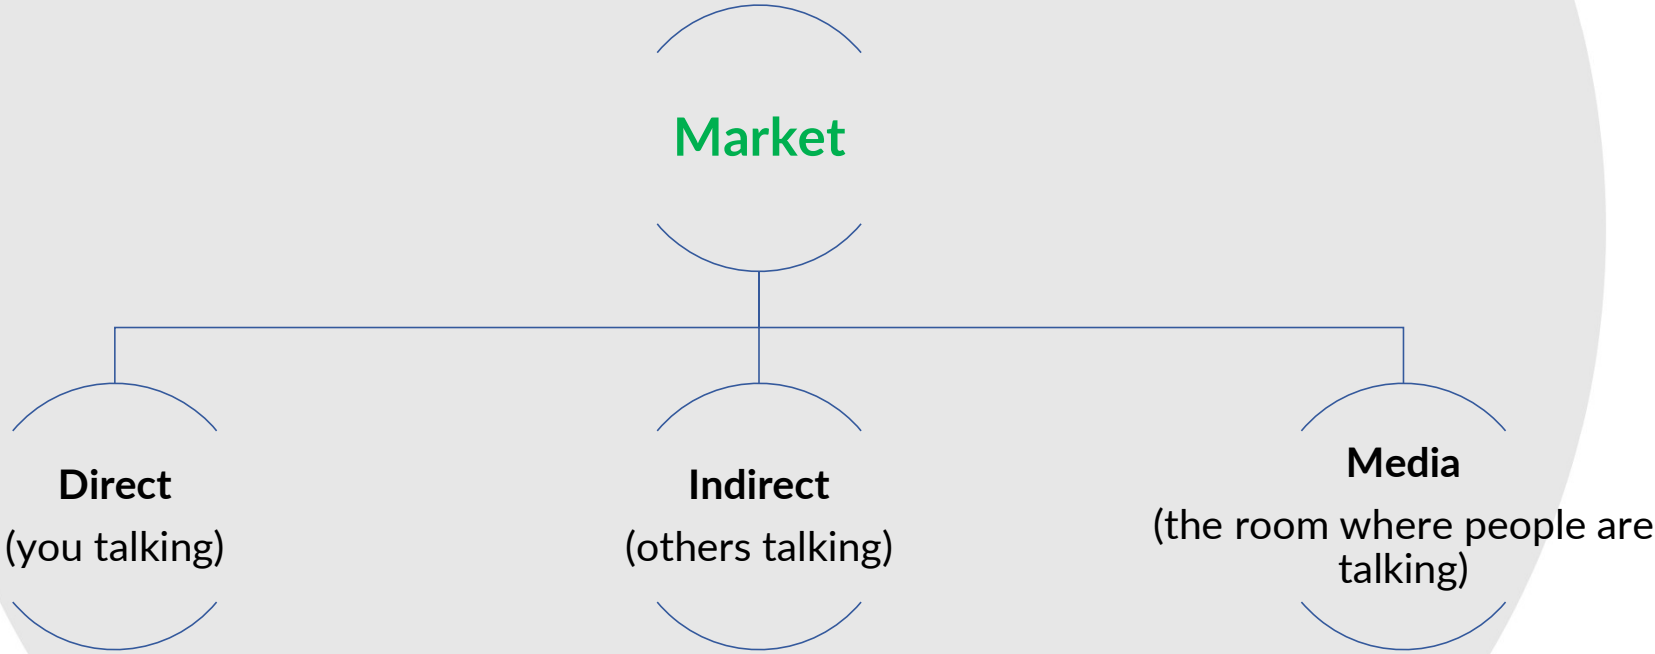 Market
Direct
(you talking)
Indirect
(others talking)
Media
(the room where people are
talking)